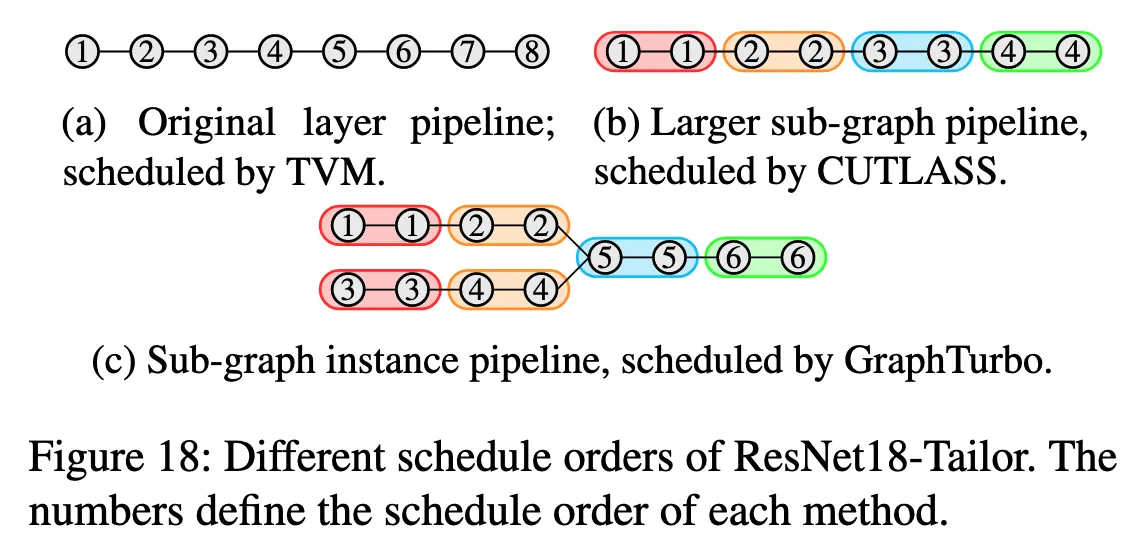 1 2 3 4 5 6 7 8
1 1 2 2 3 3 4 4
(a) Original layer pipeline;
scheduled by TVM.
(b) Larger sub-graph pipeline,
scheduled by CUTLASS.
1 1 2 2
5 5 6 6
3 3 4 4
(c) Sub-graph instance pipeline, scheduled by GraphTurbo.
Figure 18: Different schedule orders of ResNet18-Tailor. The
numbers define the schedule order of each method.